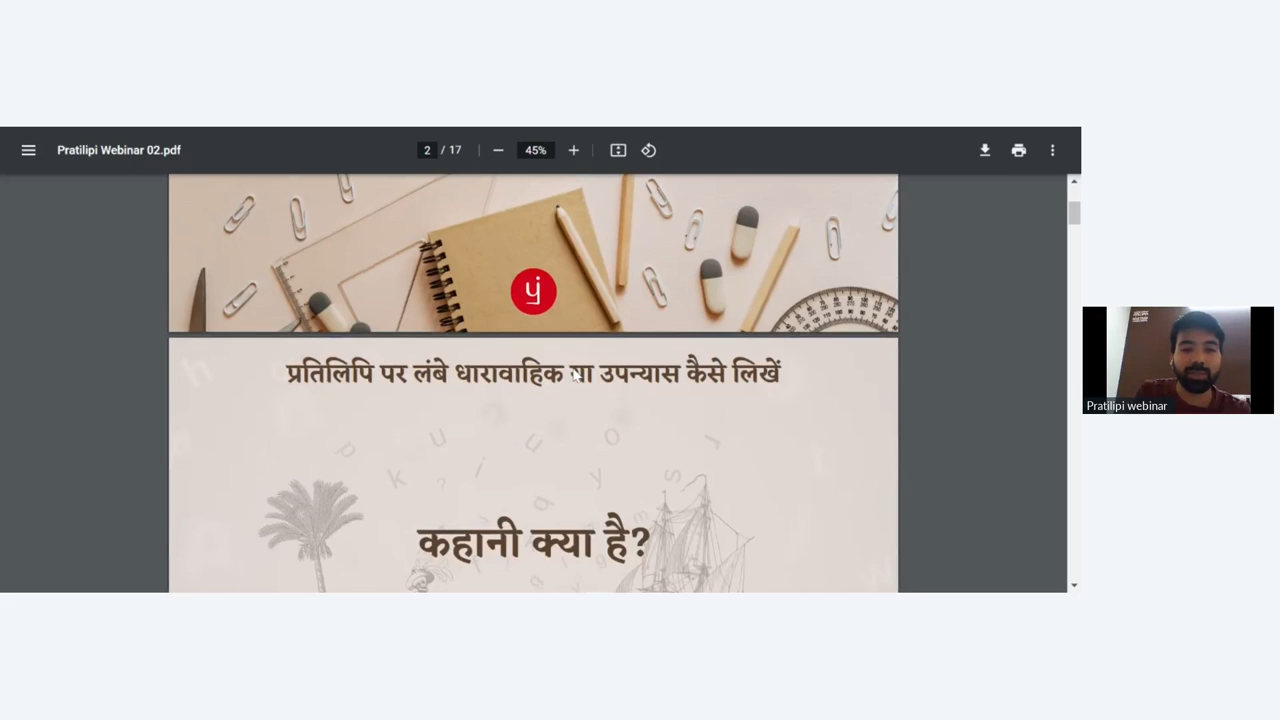 Pratilipi Webinar 02.pdf
2 / 17
45%
प्रतिलिपि पर लंबे धारावाहिक या उपन्यास कैसे लिखें
कहानी क्या है?
Pratilipi webinar